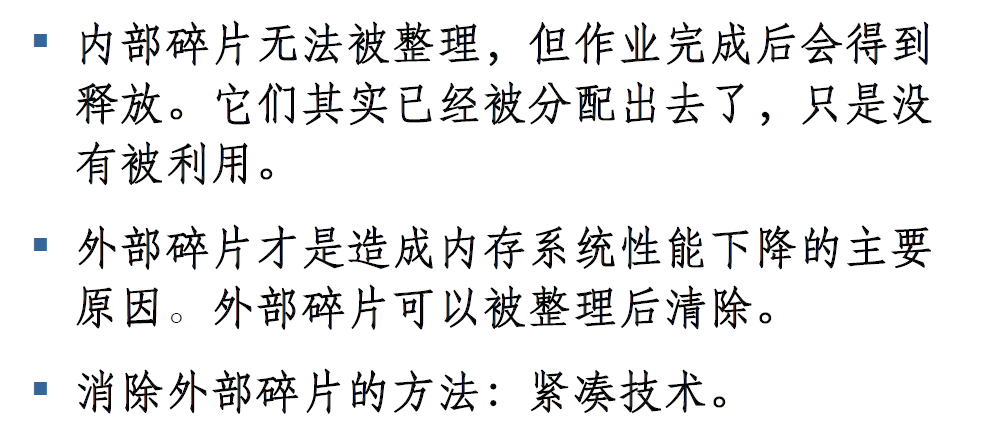 ▪ 内部碎片无法被整理，但作业完成后会得到
释放。它们其实已经被分配出去了，只是没
有被利用。
▪ 外部碎片才是造成内存系统性能下降的主要
原因。外部碎片可以被整理后清除。
▪ 消除外部碎片的方法：紧凑技术。